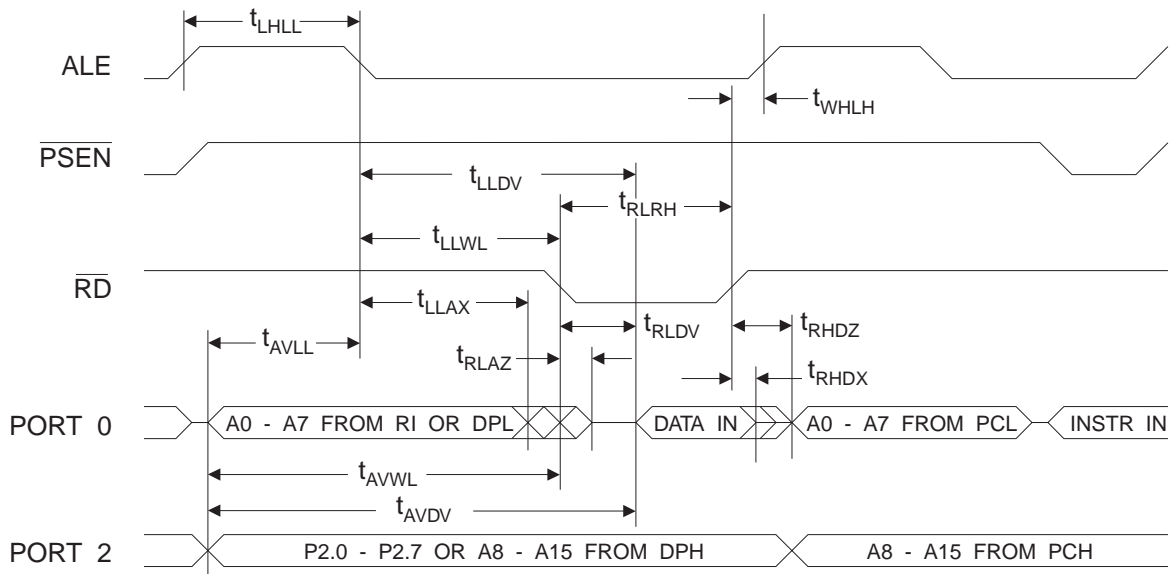 tLHLL
ALE
tWHLH
PSEN
tLLDV
tRLRH
tLLWL
RD
tLLAX
tRLDV
tRHDZ
tAVLL
tRLAZ
tRHDX
PORT 0
A0 - A7 FROM RI OR DPL
DATA IN
A0 - A7 FROM PCL
INSTR IN
tAVWL
tAVDV
PORT 2
P2.0 - P2.7 OR A8 - A15 FROM DPH
A8 - A15 FROM PCH